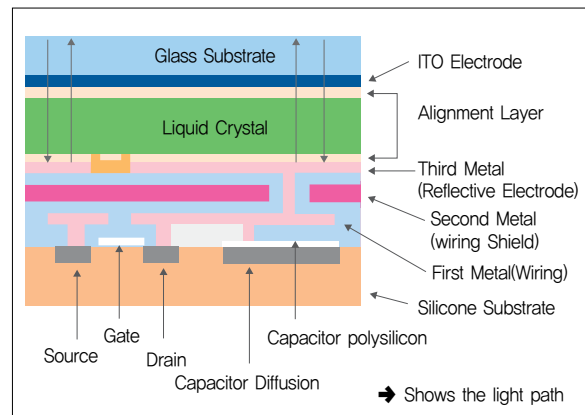 Glass Substrate
ITO Electrode
Liquid Crystal
Alignment Layer
Third Metal
(Reflective Electrode)
Second Metal
(wiring Shield)
First Metal(Wiring)
Silicone Substrate
Source
Gate
Drain
Capacitor polysilicon
Capacitor Diffusion
➔ Shows the light path